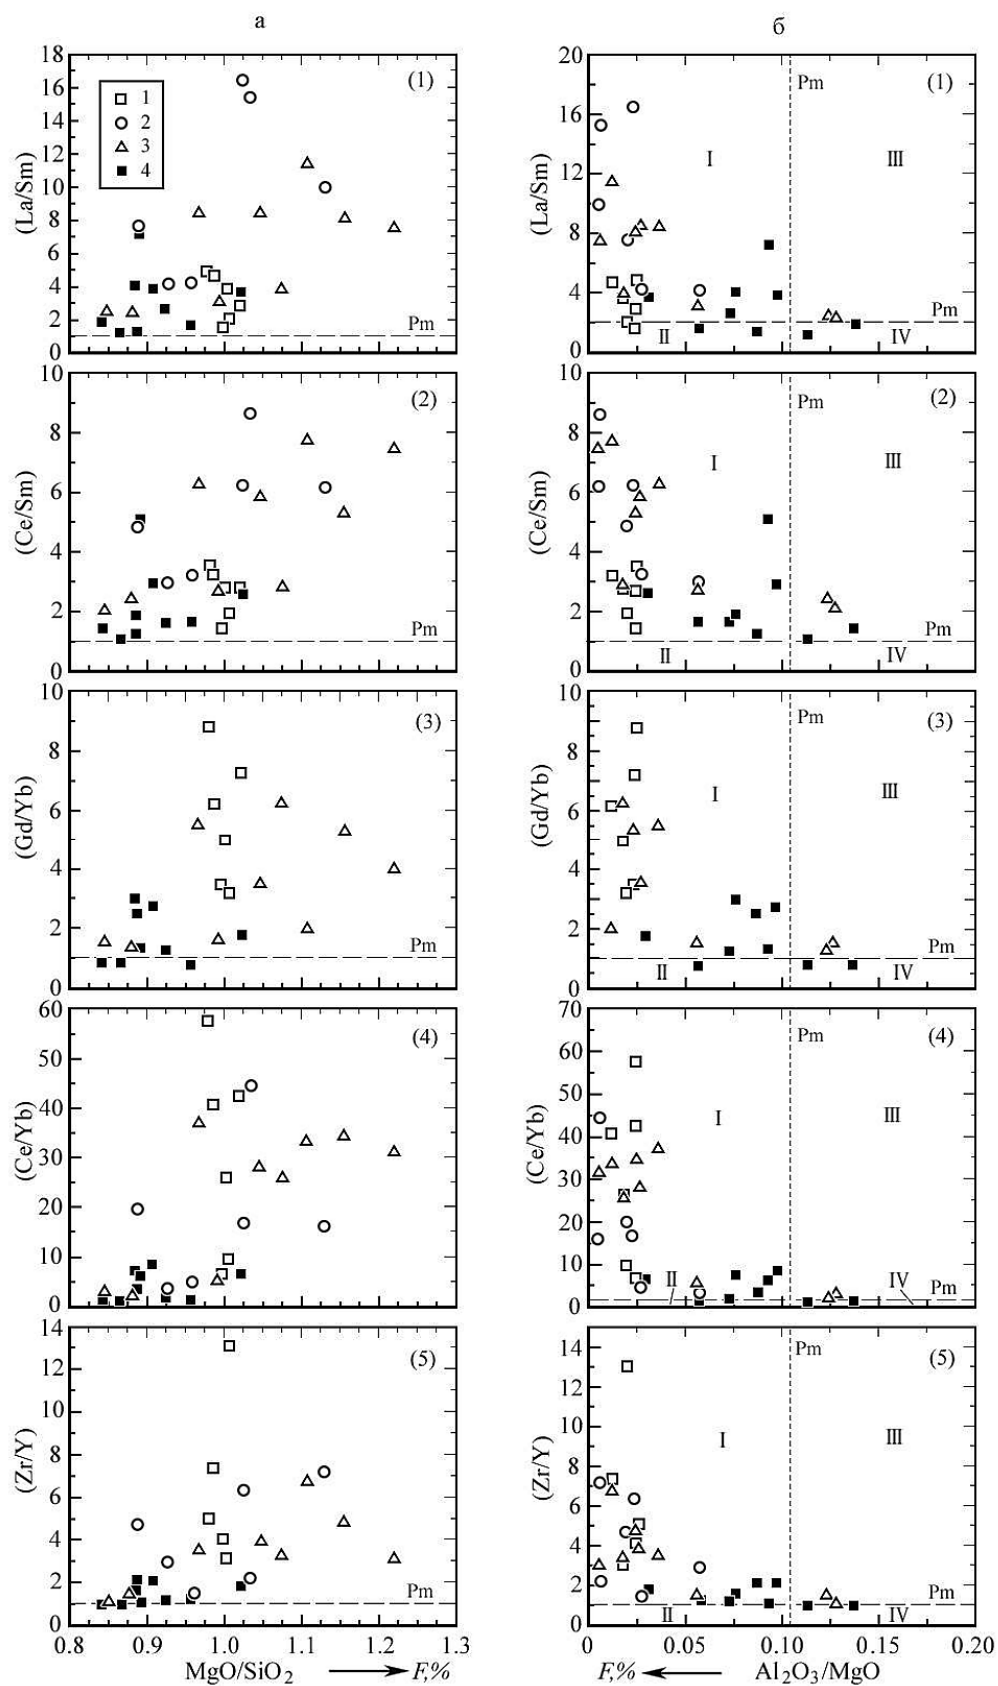 а
б
18
16
14
12
10
8
6
4
2
0
(La/Sm)
(1)
1
2
3
4
Pm
20
16
12
8
4
0
(La/Sm)
Pm
(1)
I
III
II
IV
Pm
10
8
6
4
2
0
(Ce/Sm)
(2)
Pm
10
8
6
4
2
0
(Ce/Sm)
Pm
(2)
I
III
II
IV
Pm
10
8
6
4
2
0
(Gd/Yb)
(3)
Pm
10
8
6
4
2
0
(Gd/Yb)
Pm
(3)
I
III
II
IV
Pm
60
50
40
30
20
10
0
(Ce/Yb)
(4)
70
60
50
40
30
20
10
0
(Ce/Yb)
Pm
(4)
I
III
II
IV
Pm
14
12
10
8
6
4
2
0
(Zr/Y)
(5)
Pm
14
12
10
8
6
4
2
0
(Zr/Y)
Pm
(5)
I
III
II
IV
Pm
0.8 0.9 1.0 1.1 1.2 1.3
MgO/SiO₂ → F,%
0 0.05 0.10 0.15 0.20
F,% ← Al₂O₃/MgO